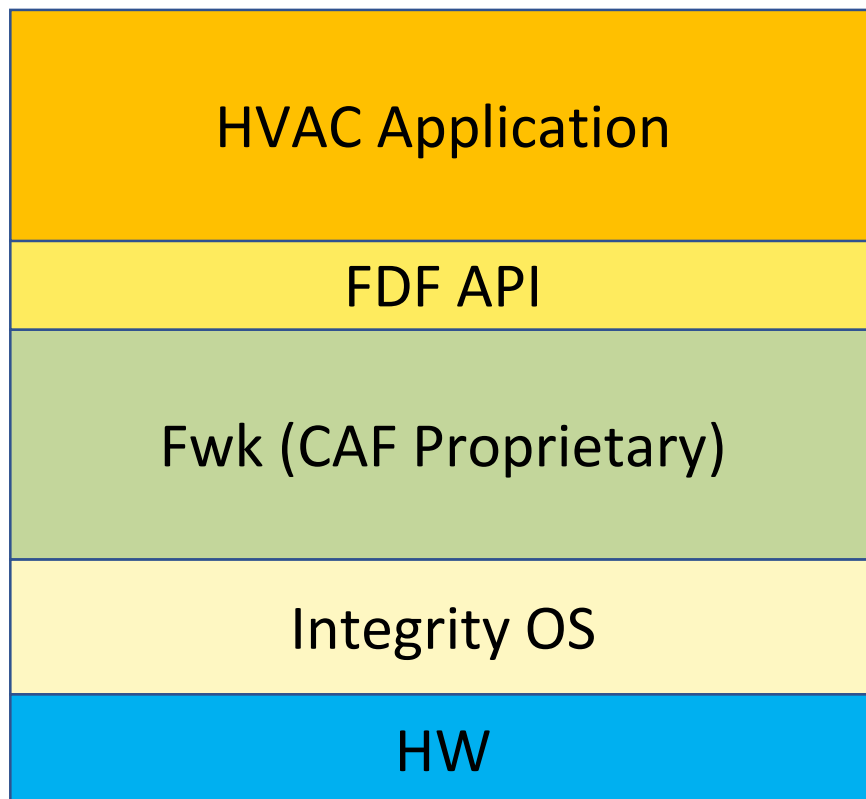 HVAC Application
FDF API
Fwk (CAF Proprietary)
Integrity OS
HW